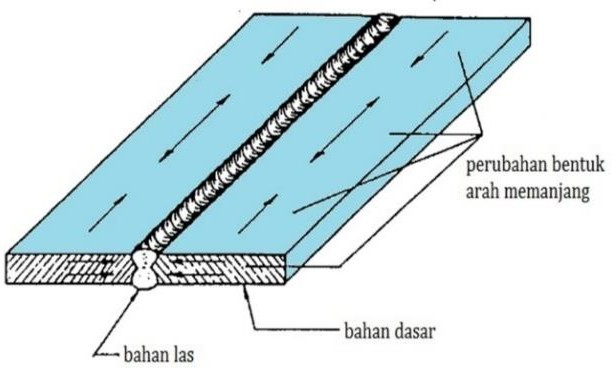 perubahan bentuk
arah memanjang
bahan dasar
bahan las